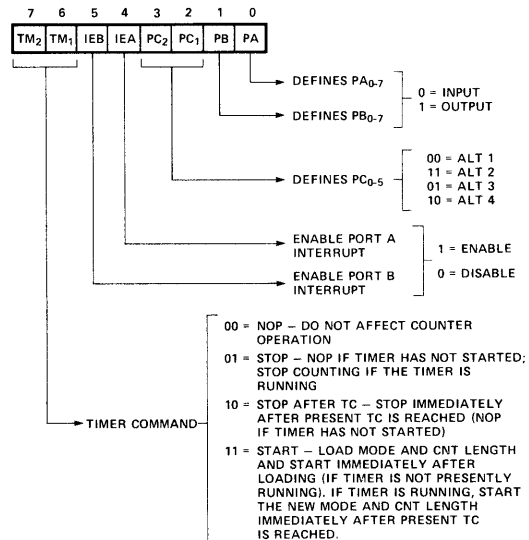 7 6 5 4 3 2 1 0
TM2 TM1 IEB IEA PC2 PC1 PB PA
DEFINES PA0-7
DEFINES PB0-7
0 = INPUT
1 = OUTPUT
DEFINES PC0-5
00 = ALT 1
11 = ALT 2
01 = ALT 3
10 = ALT 4
ENABLE PORT A
INTERRUPT
ENABLE PORT B
INTERRUPT
1 = ENABLE
0 = DISABLE
TIMER COMMAND
00 = NOP – DO NOT AFFECT COUNTER
OPERATION
01 = STOP – NOP IF TIMER HAS NOT STARTED;
STOP COUNTING IF THE TIMER IS
RUNNING
10 = STOP AFTER TC – STOP IMMEDIATELY
AFTER PRESENT TC IS REACHED (NOP
IF TIMER HAS NOT STARTED)
11 = START – LOAD MODE AND CNT LENGTH
AND START IMMEDIATELY AFTER
LOADING (IF TIMER IS NOT PRESENTLY
RUNNING). IF TIMER IS RUNNING, START
THE NEW MODE AND CNT LENGTH
IMMEDIATELY AFTER PRESENT TC
IS REACHED.